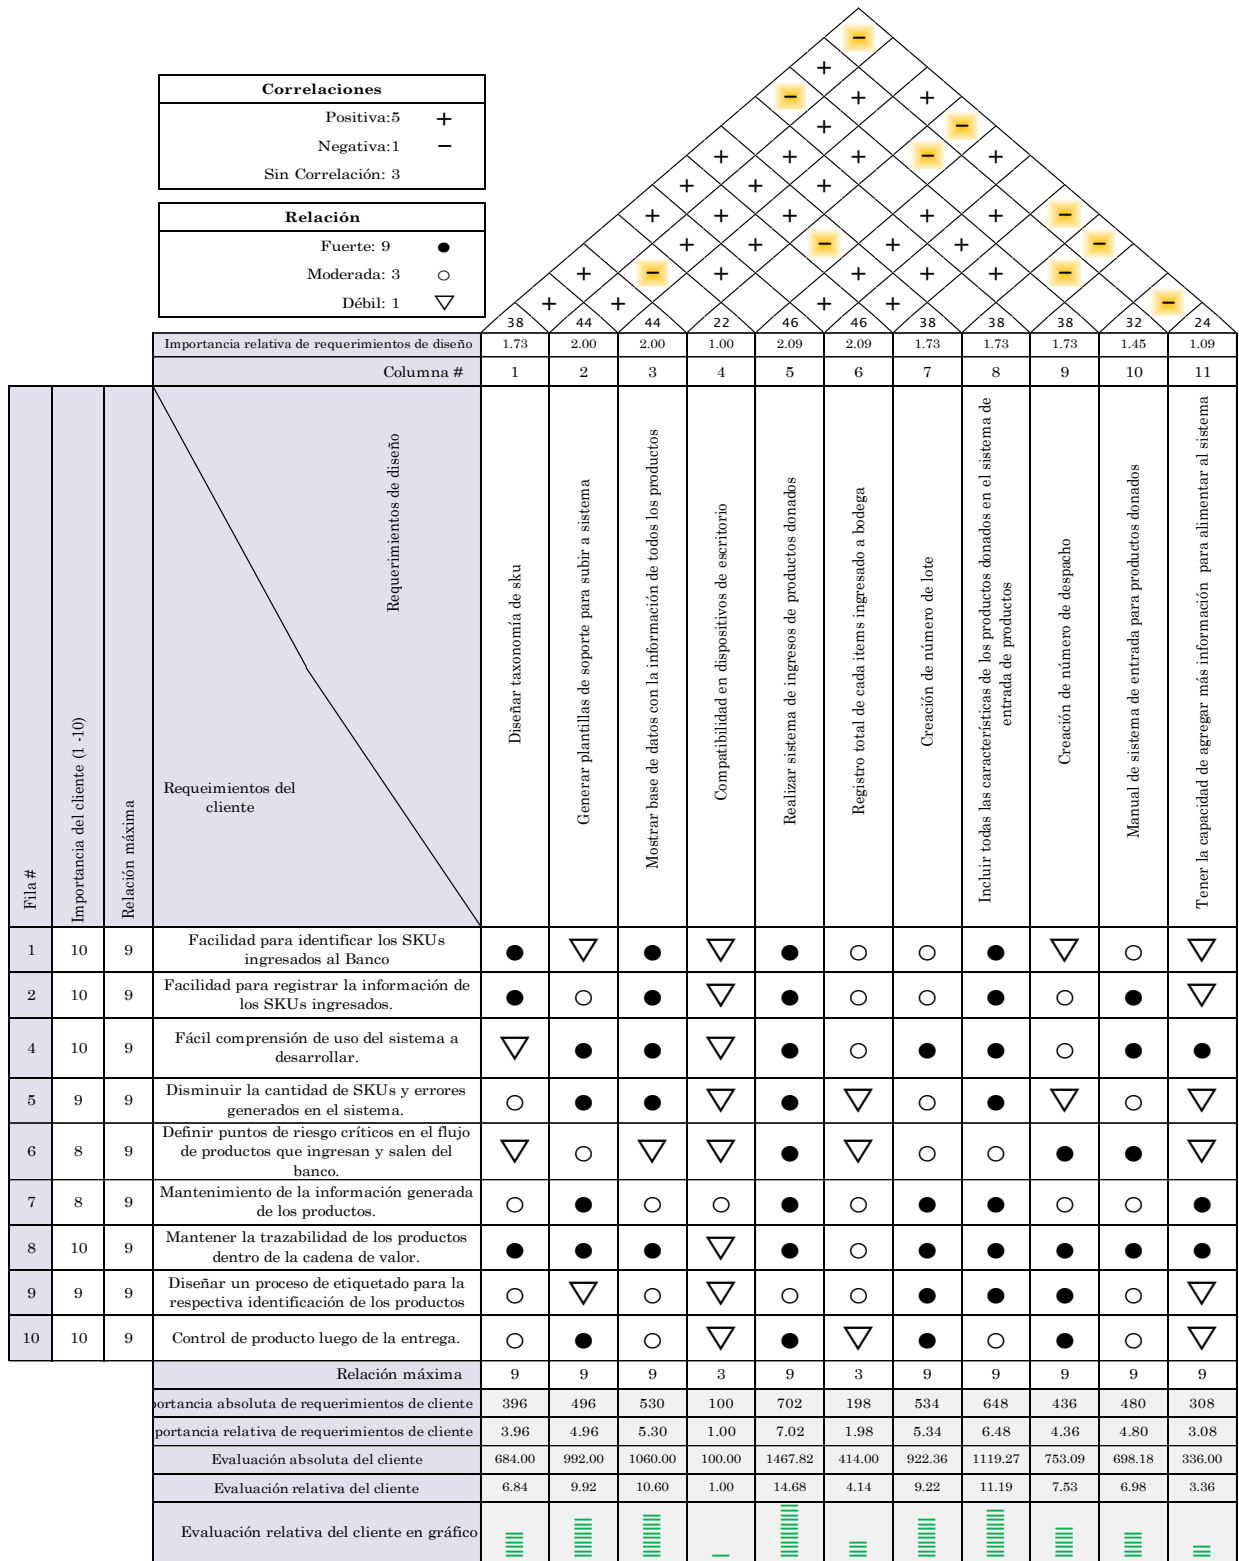 Correlaciones
Positiva:5 +
Negativa:1 −
Sin Correlación: 3
Relación
Fuerte: 9 ●
Moderada: 3 ○
Débil: 1 ▽
38 44 44 22 46 46 38 38 38 32 24
Importancia relativa de requerimientos de diseño 1.73 2.00 2.00 1.00 2.09 2.09 1.73 1.73 1.73 1.45 1.09
Columna # 1 2 3 4 5 6 7 8 9 10 11
Fila #
Importancia del cliente (1 -10)
Relación máxima
Requeimientos del
cliente
Requerimientos de diseño
Diseñar taxonomía de sku
Generar plantillas de soporte para subir a sistema
Mostrar base de datos con la información de todos los productos
Compatibilidad en dispositivos de escritorio
Realizar sistema de ingresos de productos donados
Registro total de cada items ingresado a bodega
Creación de número de lote
Incluir todas las características de los productos donados en el sistema de
entrada de productos
Creación de número de despacho
Manual de sistema de entrada para productos donados
Tener la capacidad de agregar más información para alimentar al sistema
1 10 9 Facilidad para identificar los SKUs
ingresados al Banco ● ▽ ● ▽ ● ○ ○ ● ▽ ○ ▽
2 10 9 Facilidad para registrar la información de
los SKUs ingresados. ● ○ ● ▽ ● ○ ○ ● ○ ● ▽
4 10 9 Fácil comprensión de uso del sistema a
desarrollar. ▽ ● ● ▽ ● ○ ● ● ○ ● ●
5 9 9 Disminuir la cantidad de SKUs y errores
generados en el sistema. ○ ● ● ▽ ● ▽ ○ ● ▽ ○ ▽
6 8 9 Definir puntos de riesgo críticos en el flujo
de productos que ingresan y salen del
banco. ▽ ○ ▽ ▽ ● ▽ ○ ○ ● ● ▽
7 8 9 Mantenimiento de la información generada
de los productos. ○ ● ○ ○ ● ○ ● ● ○ ○ ●
8 10 9 Mantener la trazabilidad de los productos
dentro de la cadena de valor. ● ● ● ▽ ● ○ ● ● ● ● ●
9 9 9 Diseñar un proceso de etiquetado para la
respectiva identificación de los productos ○ ▽ ○ ▽ ○ ○ ● ● ● ○ ▽
10 10 9 Control de producto luego de la entrega. ○ ● ○ ▽ ● ▽ ● ○ ● ○ ▽
Relación máxima 9 9 9 3 9 3 9 9 9 9 9
ortancia absoluta de requerimientos de cliente 396 496 530 100 702 198 534 648 436 480 308
portancia relativa de requerimientos de cliente 3.96 4.96 5.30 1.00 7.02 1.98 5.34 6.48 4.36 4.80 3.08
Evaluación absoluta del cliente 684.00 992.00 1060.00 100.00 1467.82 414.00 922.36 1119.27 753.09 698.18 336.00
Evaluación relativa del cliente 6.84 9.92 10.60 1.00 14.68 4.14 9.22 11.19 7.53 6.98 3.36
Evaluación relativa del cliente en gráfico